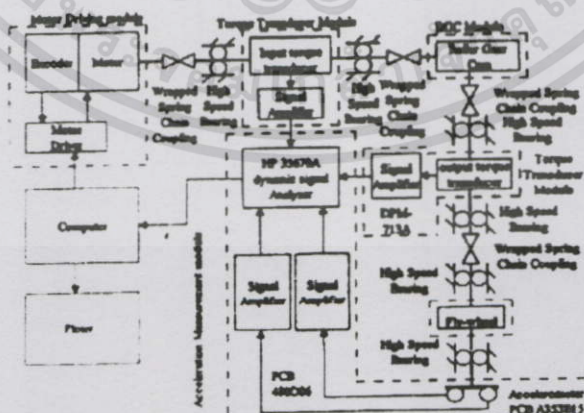 Motor Driving module
Torque Transducer Module
RGC Module
Encoder
Motor
Input torque
transducer
Roller Gear
Cam
Signal
Amplifier
Wrapped
Spring
Chain
Coupling
High
Speed
Bearing
High
Speed
Bearing
Wrapped
Spring
Chain
Coupling
Wrapped Spring
Chain Coupling
High Speed
Bearing
Motor
Driver
HP 35670A
dynamic signal
Analyzer
Signal
Amplifier
output torque
transducer
Torque
Transducer
Module
DPM-
713A
Computer
High Speed
Bearing
Wrapped Spring
Chain Coupling
Signal
Amplifier
Signal
Amplifier
High Speed
Bearing
Acceleration Measurement module
Fly-wheel
High Speed
Bearing
PCB
Accelerometer